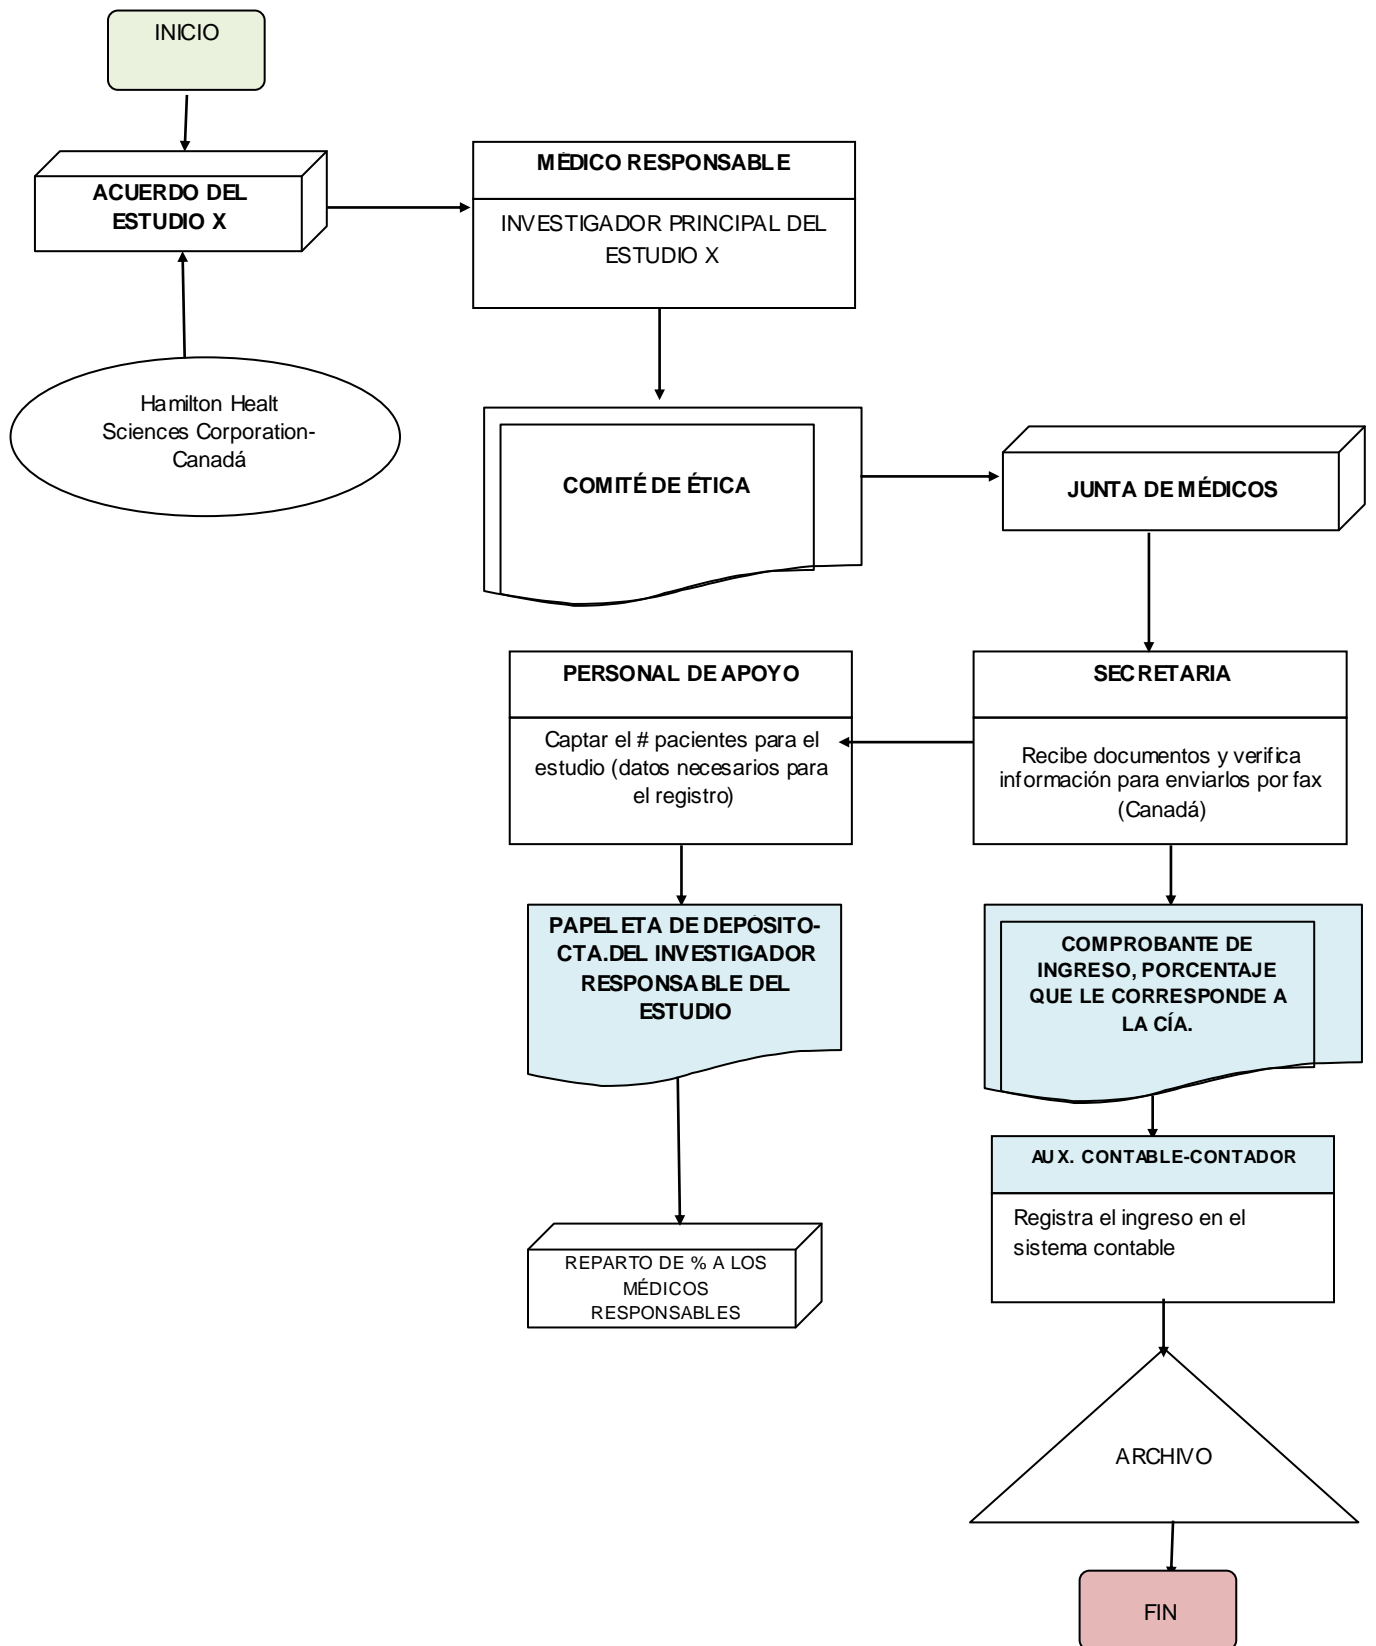 INICIO
ACUERDO DEL
ESTUDIO X
MÉDICO RESPONSABLE
INVESTIGADOR PRINCIPAL DEL
ESTUDIO X
Hamilton Healt
Sciences Corporation-
Canadá
COMITÉ DE ÉTICA
JUNTA DE MÉDICOS
PERSONAL DE APOYO
Captar el # pacientes para el
estudio (datos necesarios para
el registro)
SECRETARIA
Recibe documentos y verifica
información para enviarlos por fax
(Canadá)
PAPELETA DE DEPÓSITO-
CTA.DEL INVESTIGADOR
RESPONSABLE DEL
ESTUDIO
COMPROBANTE DE
INGRESO, PORCENTAJE
QUE LE CORRESPONDE A
LA CÍA.
AUX. CONTABLE-CONTADOR
Registra el ingreso en el
sistema contable
REPARTO DE % A LOS
MÉDICOS
RESPONSABLES
ARCHIVO
FIN